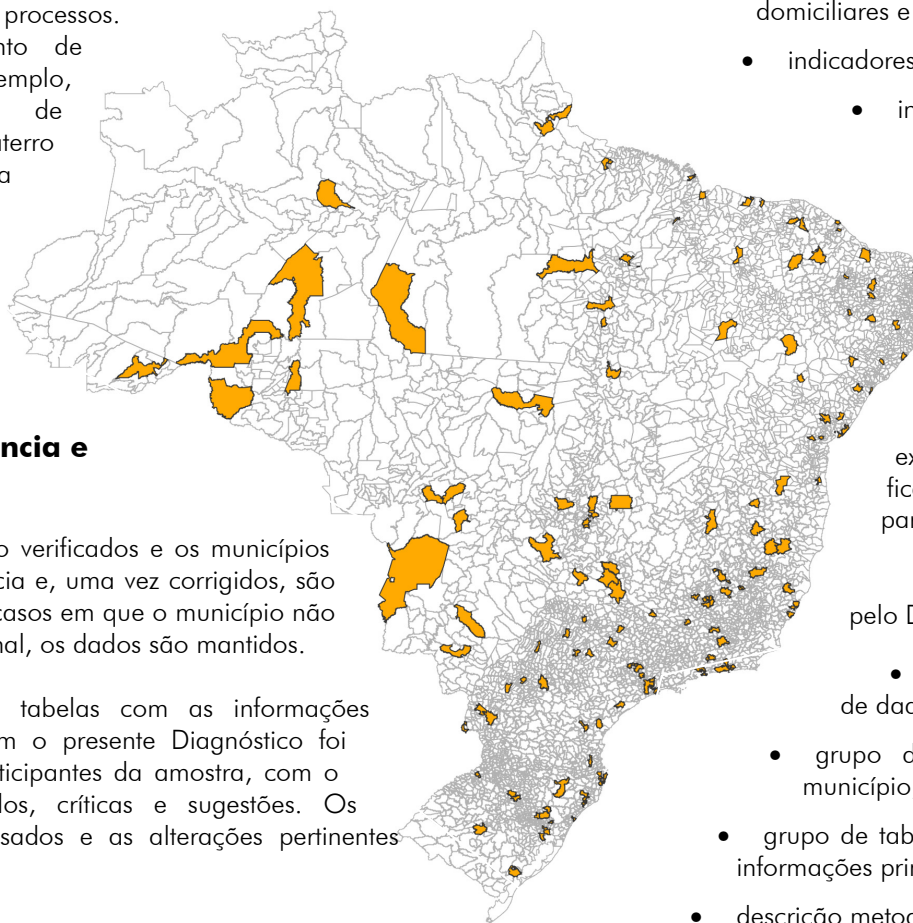 processos.
nto de
emplo,
de
terro
a
ncia e
o verificados e os municípios
cia e, uma vez corrigidos, são
casos em que o município não
nal, os dados são mantidos.
tabelas com as informações
m o presente Diagnóstico foi
ticipantes da amostra, com o
los, críticas e sugestões. Os
sados e as alterações pertinentes
domiciliares e
• indicadores
• in
ex
fic
par
pelo D
•
de dad
• grupo d
município
• grupo de tab
informações prin
• descrição metod